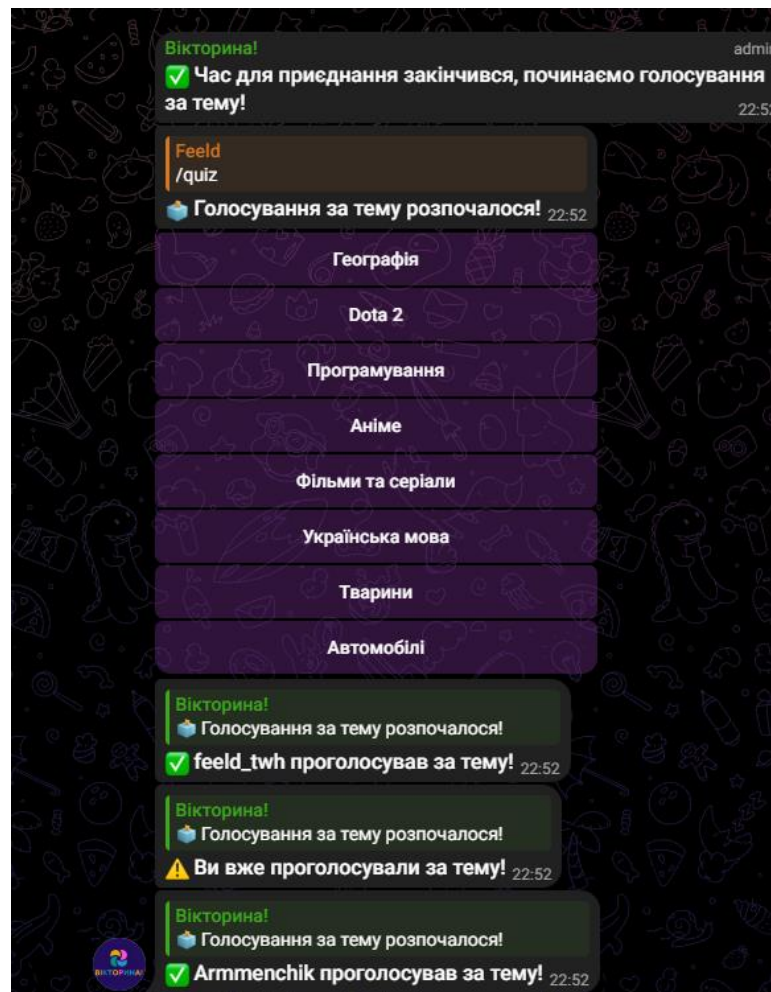 Вікторина!
admin
✅ Час для приєднання закінчився, починаємо голосування
за тему!
22:52
Feeld
/quiz
🗳 Голосування за тему розпочалося! 22:52
Географія
Dota 2
Програмування
Аніме
Фільми та серіали
Українська мова
Тварини
Автомобілі
Вікторина!
🗳 Голосування за тему розпочалося!
✅ feeld_twh проголосував за тему! 22:52
Вікторина!
🗳 Голосування за тему розпочалося!
⚠️ Ви вже проголосували за тему! 22:52
Вікторина!
🗳 Голосування за тему розпочалося!
ВІКТОРИНА!
✅ Armmenchik проголосував за тему! 22:52